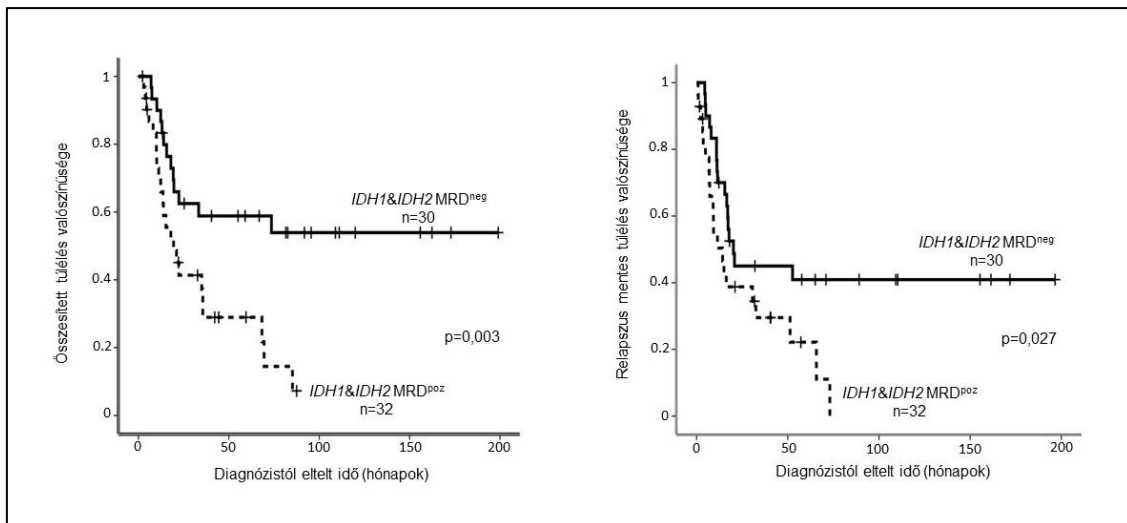 Összesített túlélés valószínűsége
1
0.8
0.6
0.4
0.2
0
0
50
100
150
200
Diagnózistól eltelt idő (hónapok)
IDH1&IDH2 MRDneg
n=30
p=0,003
IDH1&IDH2 MRDpoz
n=32
Relapszus mentes túlélés valószínűsége
1
0.8
0.6
0.4
0.2
0
0
50
100
150
200
Diagnózistól eltelt idő (hónapok)
IDH1&IDH2 MRDneg
n=30
p=0,027
IDH1&IDH2 MRDpoz
n=32